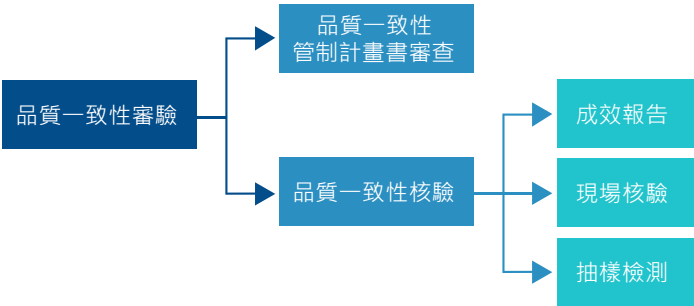 品質一致性審驗
品質一致性
管制計畫書審查
品質一致性核驗
成效報告
現場核驗
抽樣檢測